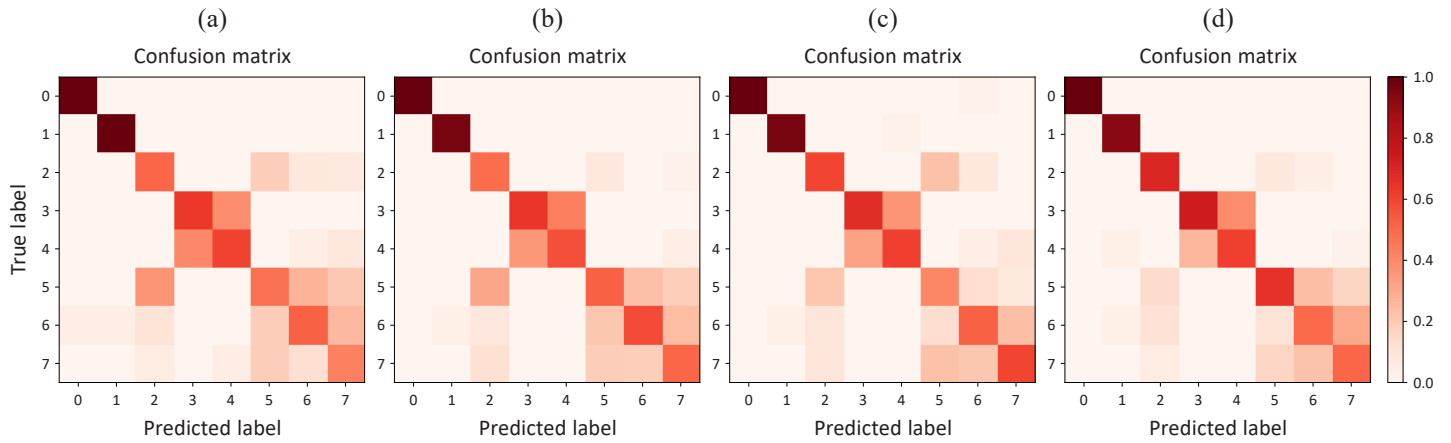 (a) (b) (c) (d)
Confusion matrix Confusion matrix Confusion matrix Confusion matrix
True label
0 0 0 0 1.0
1 1 1 1
2 2 2 2 0.8
3 3 3 3 0.6
4 4 4 4
5 5 5 5 0.4
6 6 6 6 0.2
7 7 7 7 0.0
0 1 2 3 4 5 6 7 0 1 2 3 4 5 6 7 0 1 2 3 4 5 6 7 0 1 2 3 4 5 6 7
Predicted label Predicted label Predicted label Predicted label